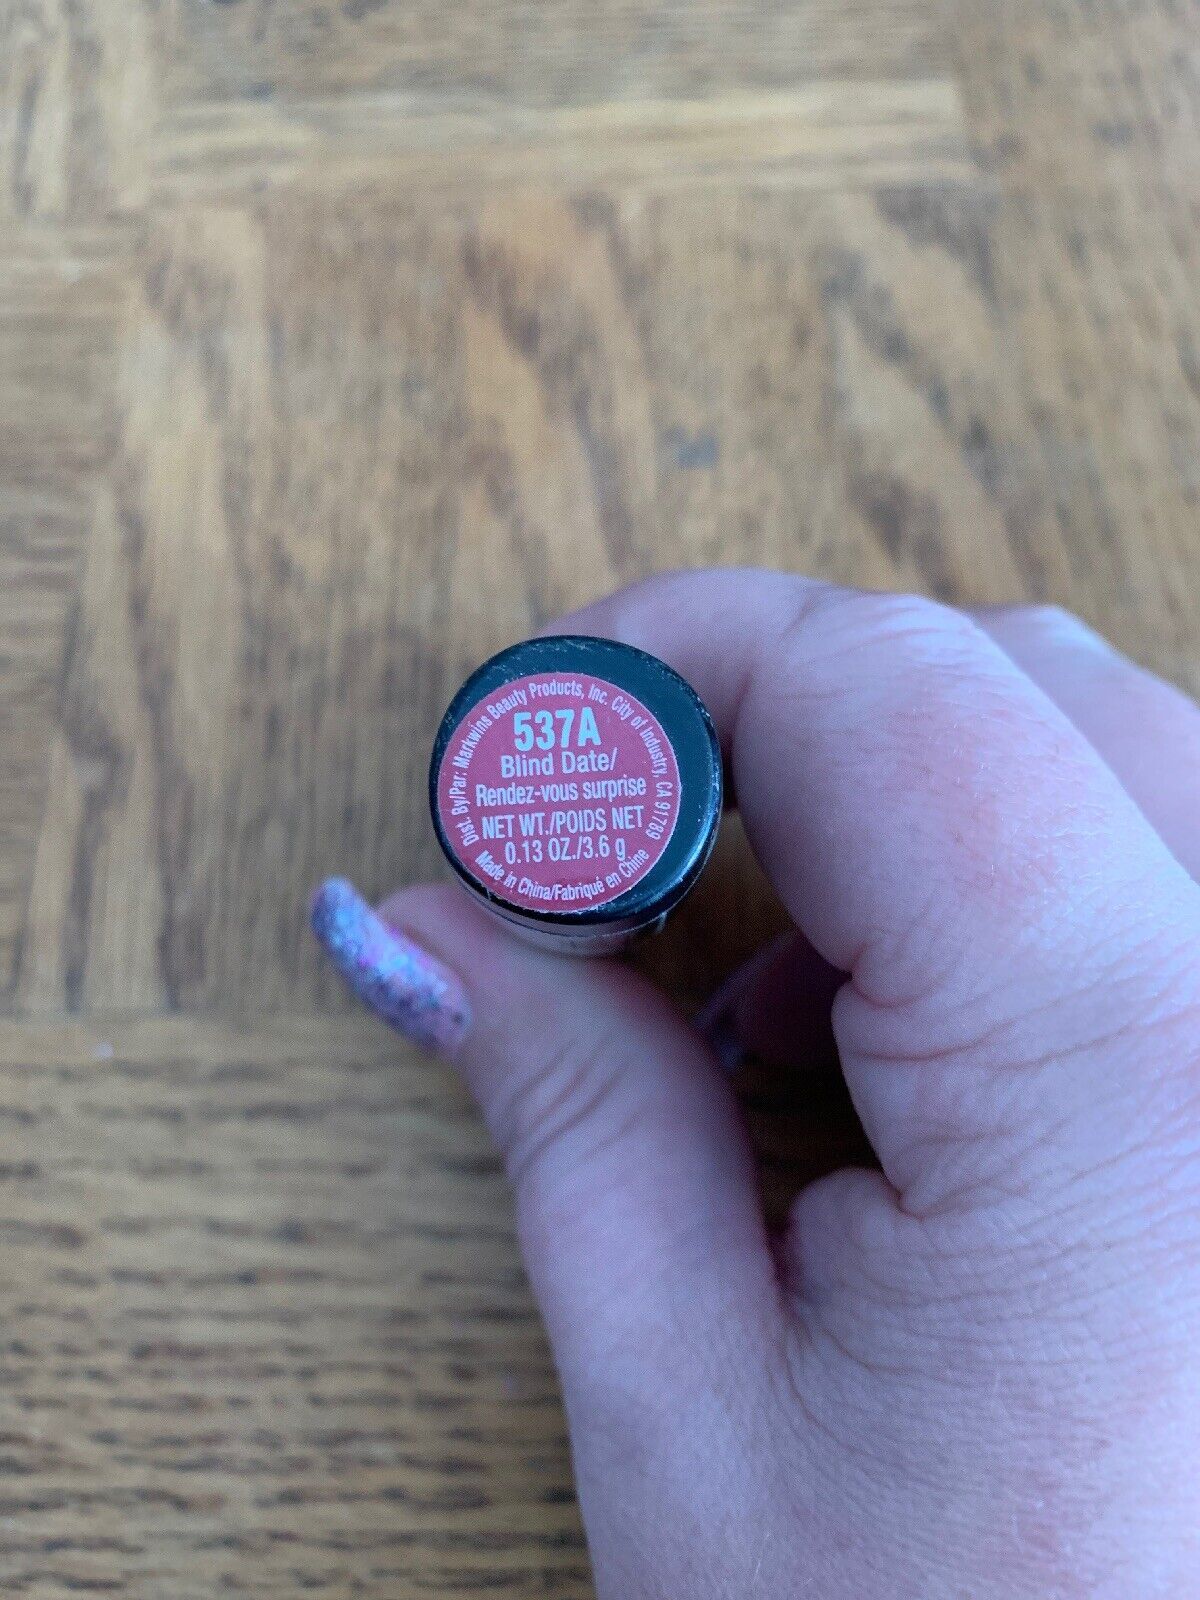 Dist. By/Par: Markwins Beauty Products, Inc. City of Industry, CA 91789
537A
Blind Date/
Rendez-vous surprise
NET WT./POIDS NET
0.13 OZ./3.6 g
Made in China/Fabriqué en Chine